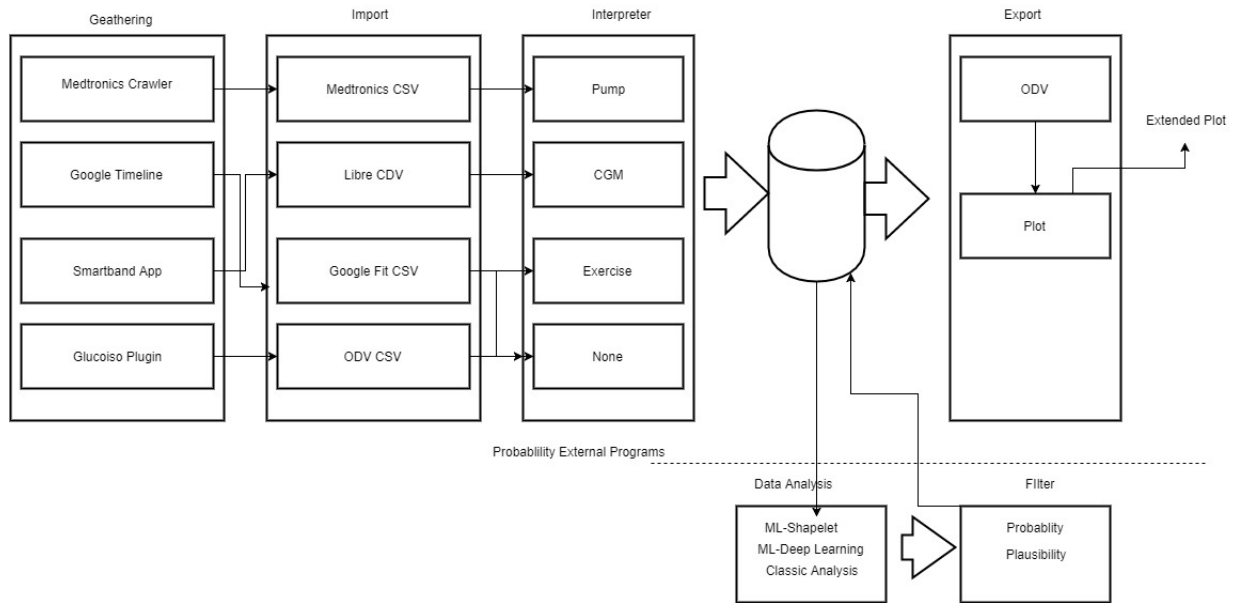 Geathering
Import
Interpreter
Export
Medtronics Crawler
Medtronics CSV
Pump
ODV
Extended Plot
Google Timeline
Libre CDV
CGM
Plot
Smartband App
Google Fit CSV
Exercise
Glucoiso Plugin
ODV CSV
None
Probablility External Programs
Data Analysis
FIlter
ML-Shapelet
ML-Deep Learning
Classic Analysis
Probablity
Plausibility